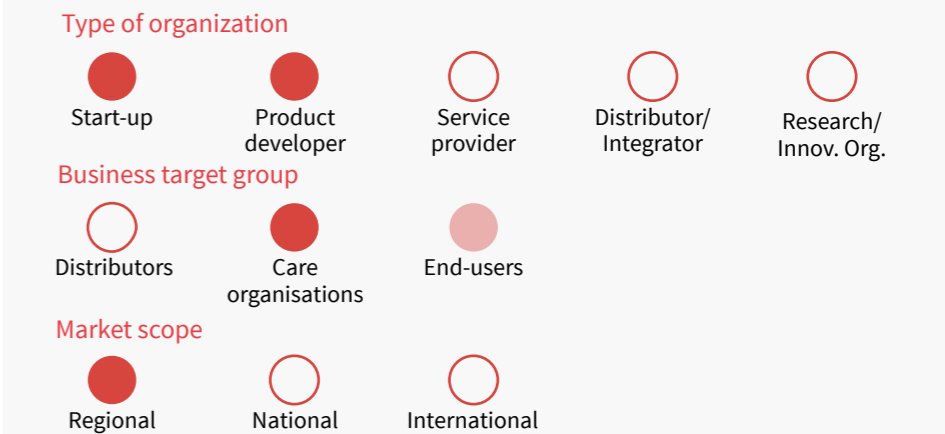 Type of organization
Start-up
Product
developer
Service
provider
Distributor/
Integrator
Research/
Innov. Org.
Business target group
Distributors
Care
organisations
End-users
Market scope
Regional
National
International